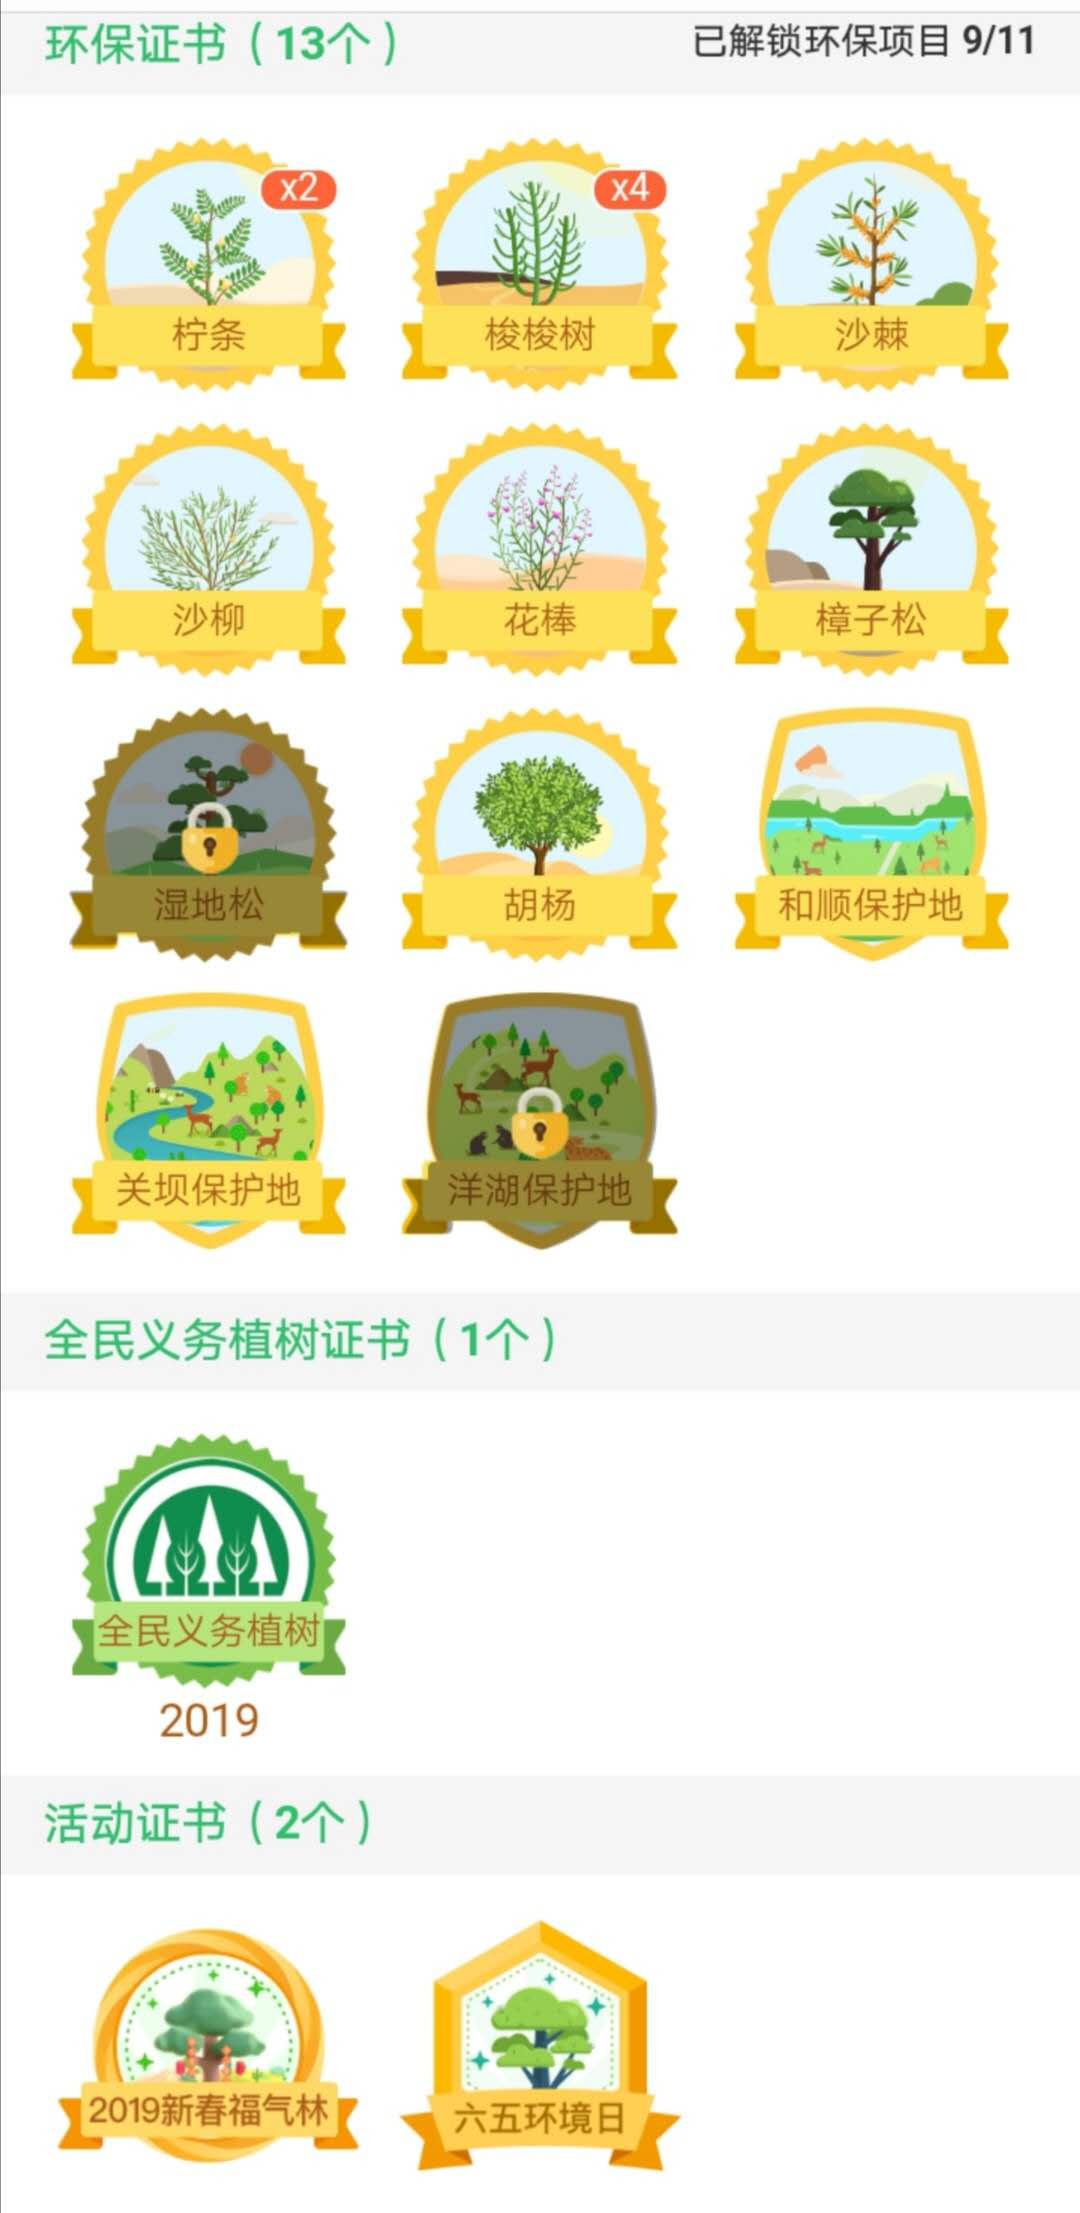 环保证书（13个）
已解锁环保项目 9/11
x2
x4
柠条
梭梭树
沙棘
沙柳
花棒
樟子松
湿地松
胡杨
和顺保护地
关坝保护地
洋湖保护地
全民义务植树证书（1个）
全民义务植树
2019
活动证书（2个）
2019新春福气林
六五环境日